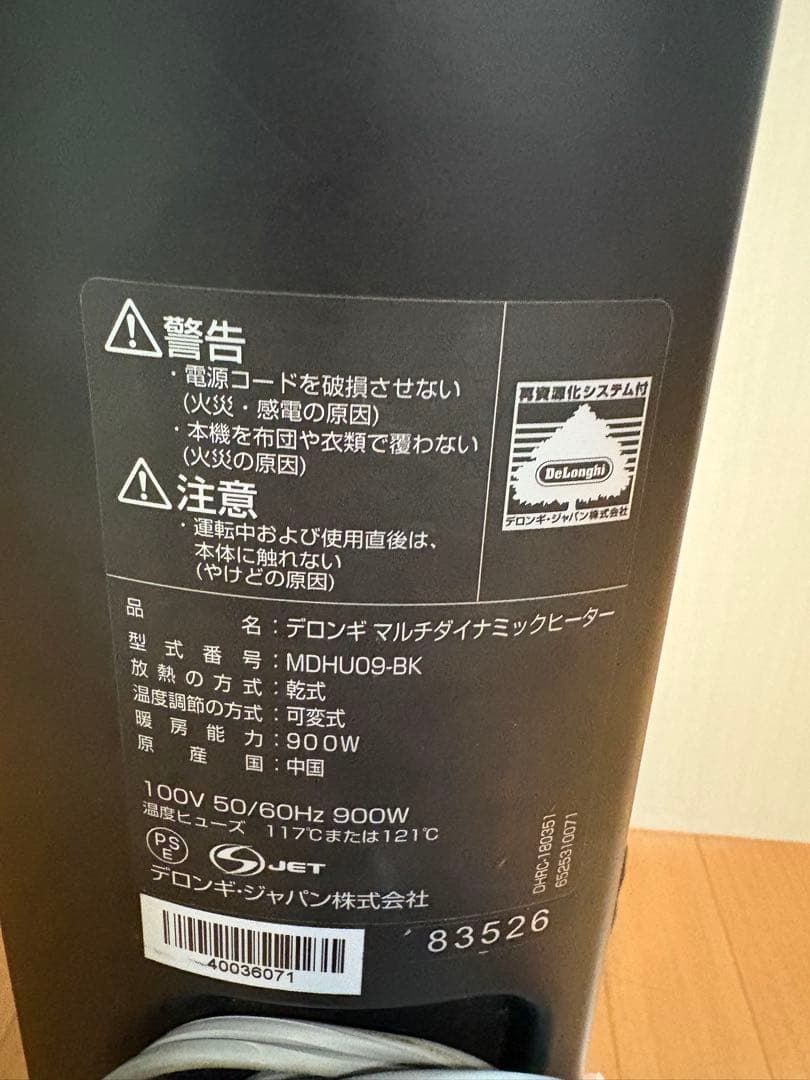 警告
・電源コードを破損させない
(火災・感電の原因)
・本機を布団や衣類で覆わない
(火災の原因)
注意
・運転中および使用直後は、
本体に触れない
(やけどの原因)
再資源化システム付
DeLonghi
デロンギ・ジャパン株式会社
品名：デロンギ マルチダイナミックヒーター
型式番号：MDHU09-BK
放熱の方式：乾式
温度調節の方式：可変式
暖房能力：900W
原産国：中国
100V 50/60Hz 900W
温度ヒューズ 117℃または121℃
PS
E
JET
デロンギ・ジャパン株式会社
DHRC-180351
6525310071
40036071
83526